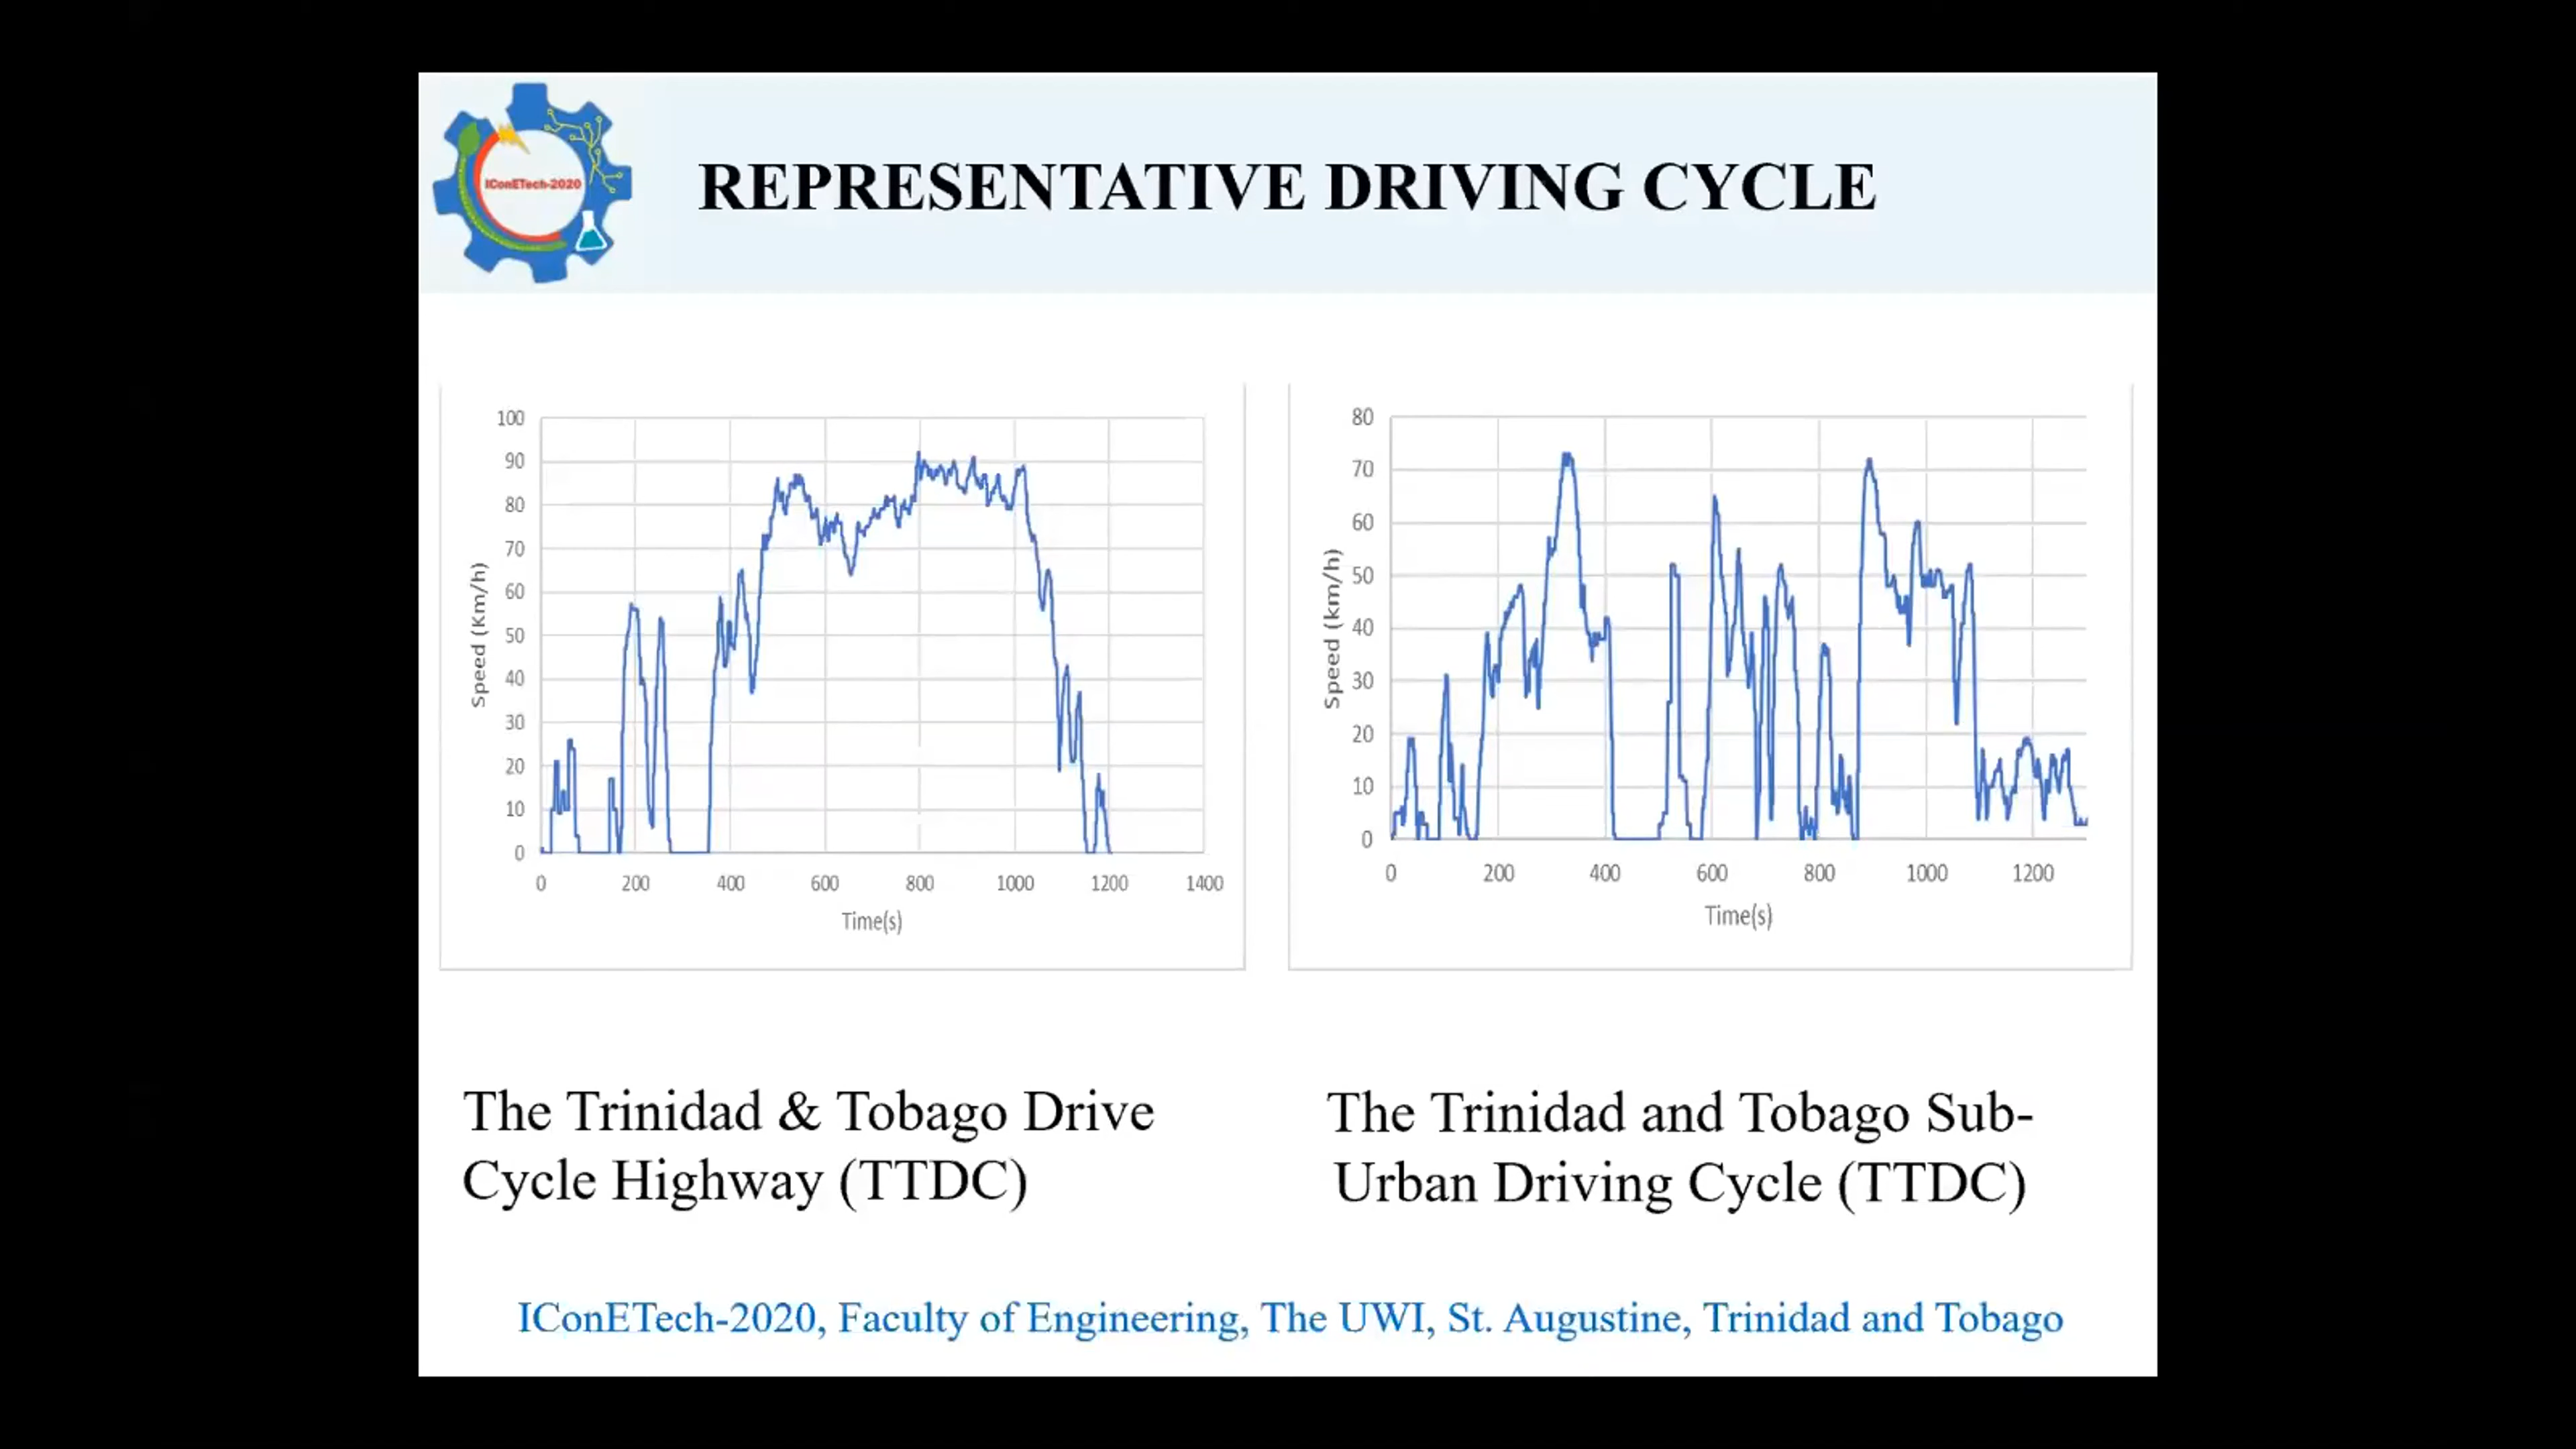 IConETech-2020
REPRESENTATIVE DRIVING CYCLE
100
90
80
70
60
50
40
30
20
10
0
Speed (Km/h)
0 200 400 600 800 1000 1200 1400
Time(s)
80
70
60
50
40
30
20
10
0
Speed (km/h)
0 200 400 600 800 1000 1200
Time(s)
The Trinidad & Tobago Drive
Cycle Highway (TTDC)
The Trinidad and Tobago Sub-
Urban Driving Cycle (TTDC)
IConETech-2020, Faculty of Engineering, The UWI, St. Augustine, Trinidad and Tobago